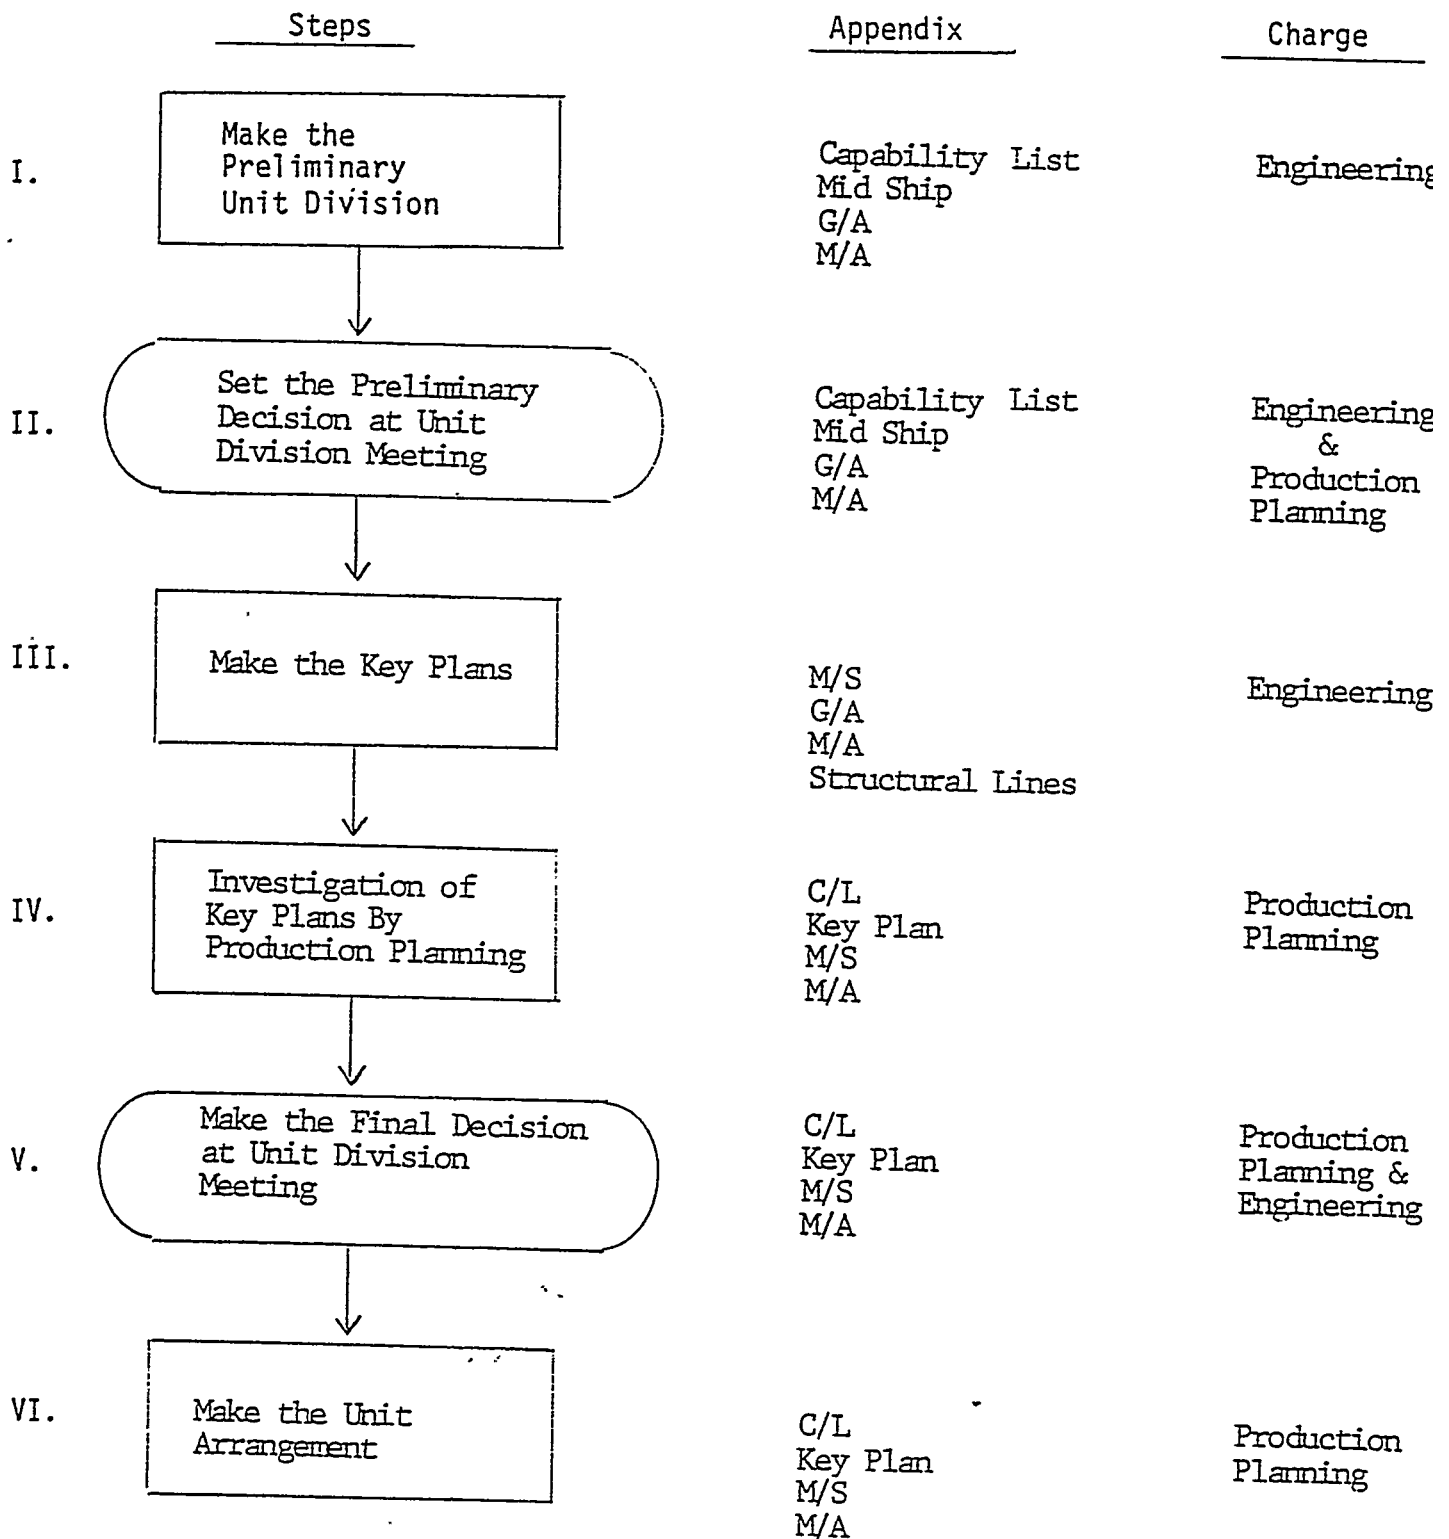 Steps
Appendix
Charge
I.
Make the
Preliminary
Unit Division
Capability List
Mid Ship
G/A
M/A
Engineering
II.
Set the Preliminary
Decision at Unit
Division Meeting
Capability List
Mid Ship
G/A
M/A
Engineering
&
Production
Planning
III.
Make the Key Plans
M/S
G/A
M/A
Structural Lines
Engineering
IV.
Investigation of
Key Plans By
Production Planning
C/L
Key Plan
M/S
M/A
Production
Planning
V.
Make the Final Decision
at Unit Division
Meeting
C/L
Key Plan
M/S
M/A
Production
Planning &
Engineering
VI.
Make the Unit
Arrangement
C/L
Key Plan
M/S
M/A
Production
Planning